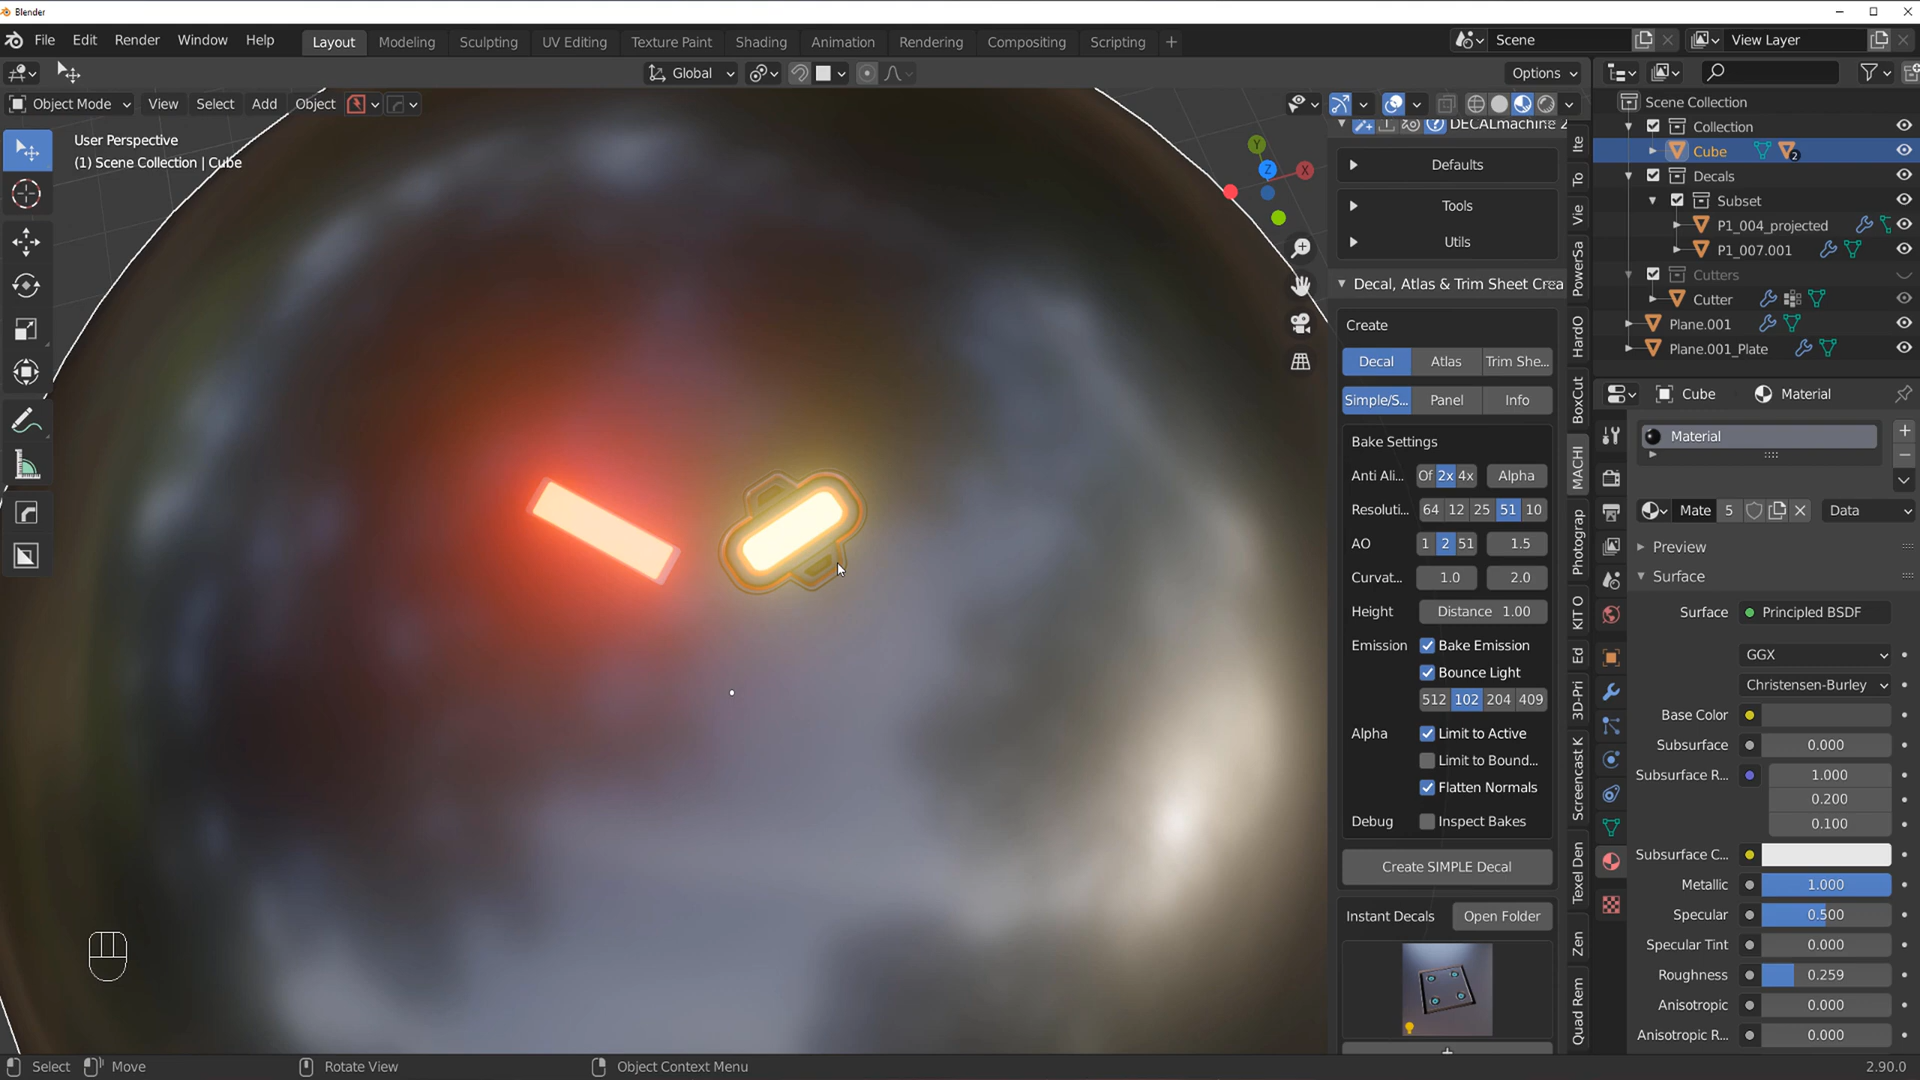 Blender
File Edit Render Window Help
Layout Modeling Sculpting UV Editing Texture Paint Shading Animation Rendering Compositing Scripting +
Scene
View Layer
Global
Options
Object Mode View Select Add Object
User Perspective
(1) Scene Collection | Cube
Y
X
Z
DECALmachine 2
Defaults
Tools
Utils
Decal, Atlas & Trim Sheet Crea
Create
Decal Atlas Trim She...
Simple/S... Panel Info
Bake Settings
Anti Ali... Of 2x 4x Alpha
Resoluti... 64 12 25 51 10
AO 1 2 51 1.5
Curvat... 1.0 2.0
Height Distance 1.00
Emission Bake Emission
Bounce Light
512 102 204 409
Alpha Limit to Active
Limit to Bound...
Flatten Normals
Debug Inspect Bakes
Create SIMPLE Decal
Instant Decals Open Folder
+
Ite
To
Vie
PowerSa
HardO
BoxCut
MACHI
Photograp
KIT O
Ed
3D-Pri
Screencast K
Texel Den
Zen
Quad Rem
Scene Collection
Collection
Cube 2
Decals
Subset
P1_004_projected
P1_007.001
Cutters
Cutter
Plane.001
Plane.001_Plate
Cube Material
Material
Mate 5 Data
Preview
Surface
Surface Principled BSDF
GGX
Christensen-Burley
Base Color
Subsurface 0.000
Subsurface R... 1.000
0.200
0.100
Subsurface C...
Metallic 1.000
Specular 0.500
Specular Tint 0.000
Roughness 0.259
Anisotropic 0.000
Anisotropic R... 0.000
Select Move Rotate View Object Context Menu 2.90.0